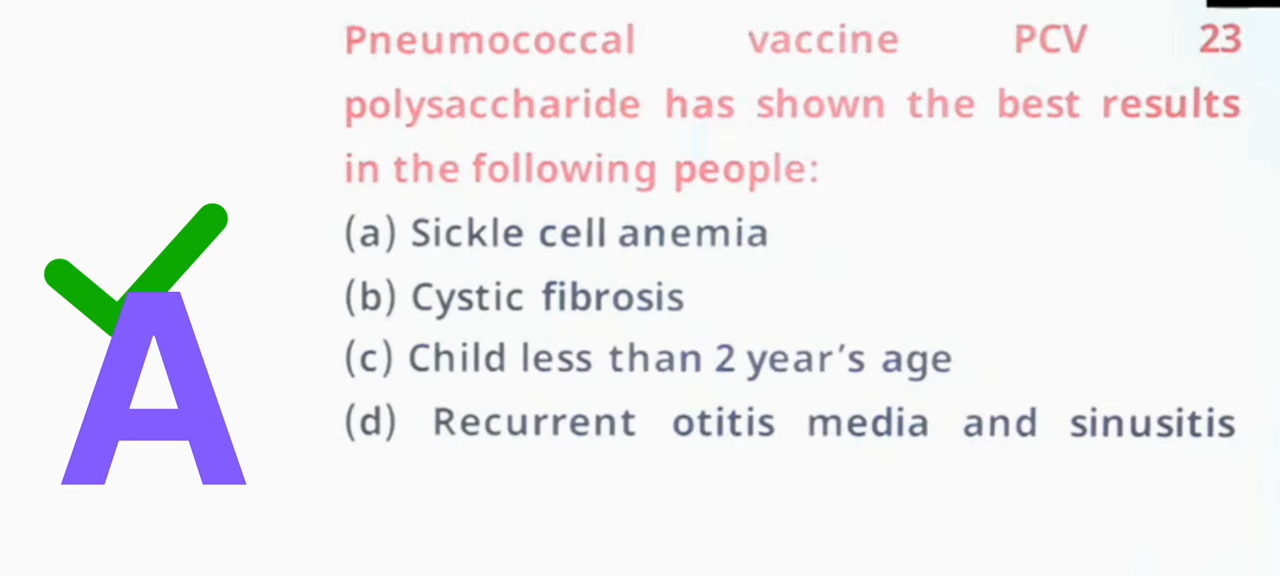 Pneumococcal vaccine PCV 23
polysaccharide has shown the best results
in the following people:
(a) Sickle cell anemia
(b) Cystic fibrosis
(c) Child less than 2 year's age
(d) Recurrent otitis media and sinusitis
A